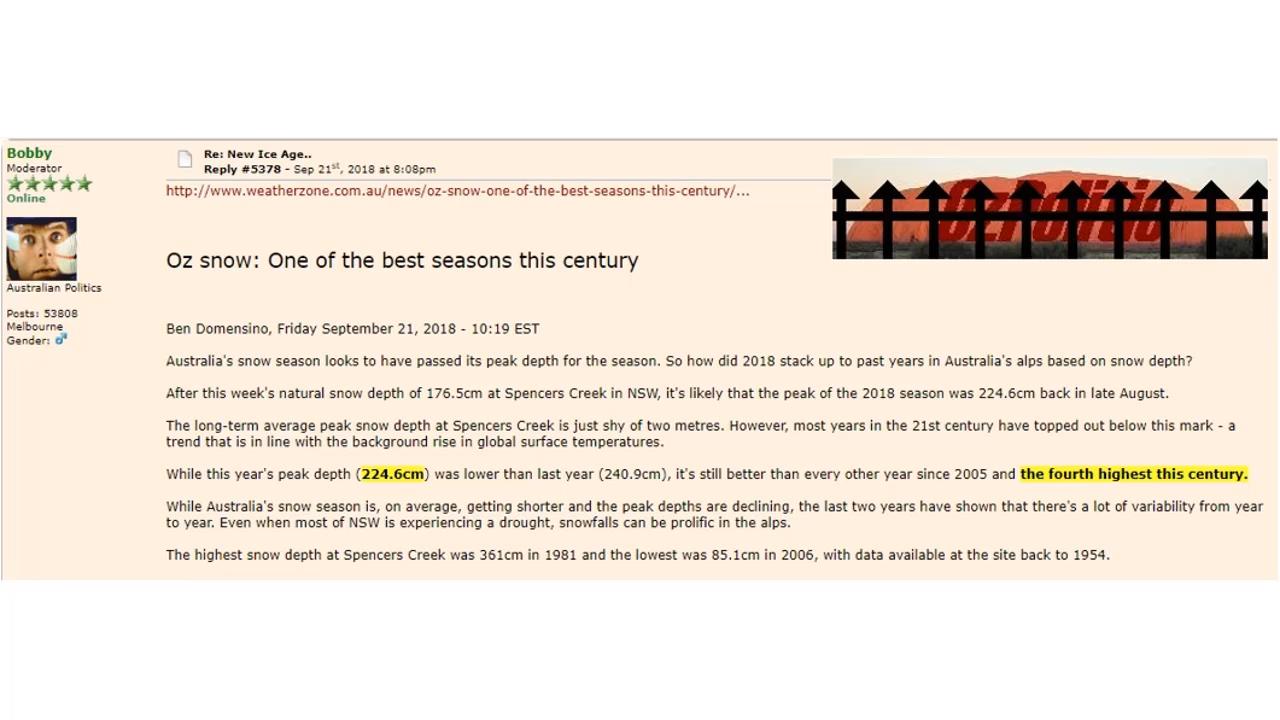 Bobby
Moderator
Online
Australian Politics
Posts: 53808
Melbourne
Gender:
Re: New Ice Age..
Reply #5378 - Sep 21st, 2018 at 8:08pm
OzPolitic
http://www.weatherzone.com.au/news/oz-snow-one-of-the-best-seasons-this-century/...
Oz snow: One of the best seasons this century
Ben Domensino, Friday September 21, 2018 - 10:19 EST
Australia's snow season looks to have passed its peak depth for the season. So how did 2018 stack up to past years in Australia's alps based on snow depth?
After this week's natural snow depth of 176.5cm at Spencers Creek in NSW, it's likely that the peak of the 2018 season was 224.6cm back in late August.
The long-term average peak snow depth at Spencers Creek is just shy of two metres. However, most years in the 21st century have topped out below this mark - a
trend that is in line with the background rise in global surface temperatures.
While this year's peak depth (224.6cm) was lower than last year (240.9cm), it's still better than every other year since 2005 and the fourth highest this century.
While Australia's snow season is, on average, getting shorter and the peak depths are declining, the last two years have shown that there's a lot of variability from year
to year. Even when most of NSW is experiencing a drought, snowfalls can be prolific in the alps.
The highest snow depth at Spencers Creek was 361cm in 1981 and the lowest was 85.1cm in 2006, with data available at the site back to 1954.